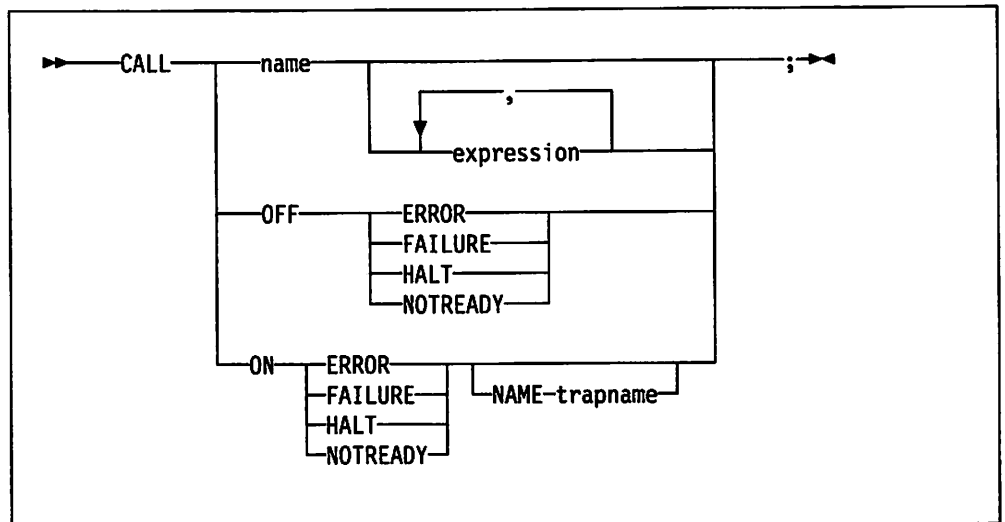 CALL name ;
,
expression
OFF ERROR
FAILURE
HALT
NOTREADY
ON ERROR
FAILURE NAME trapname
HALT
NOTREADY